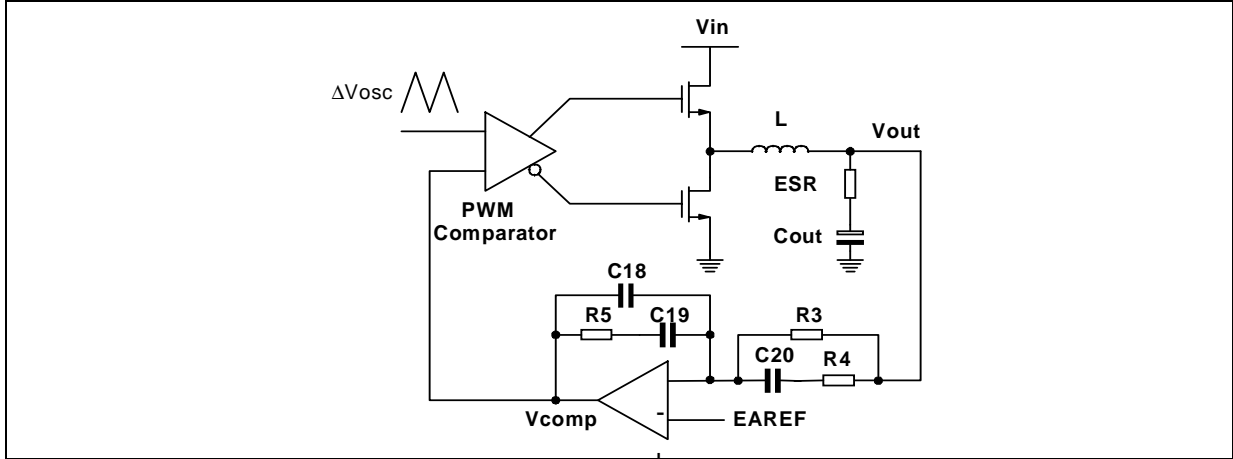 Vin
ΔVosc
L
Vout
ESR
PWM
Comparator
Cout
C18
R5
C19
R3
C20
R4
-
Vcomp
EAREF